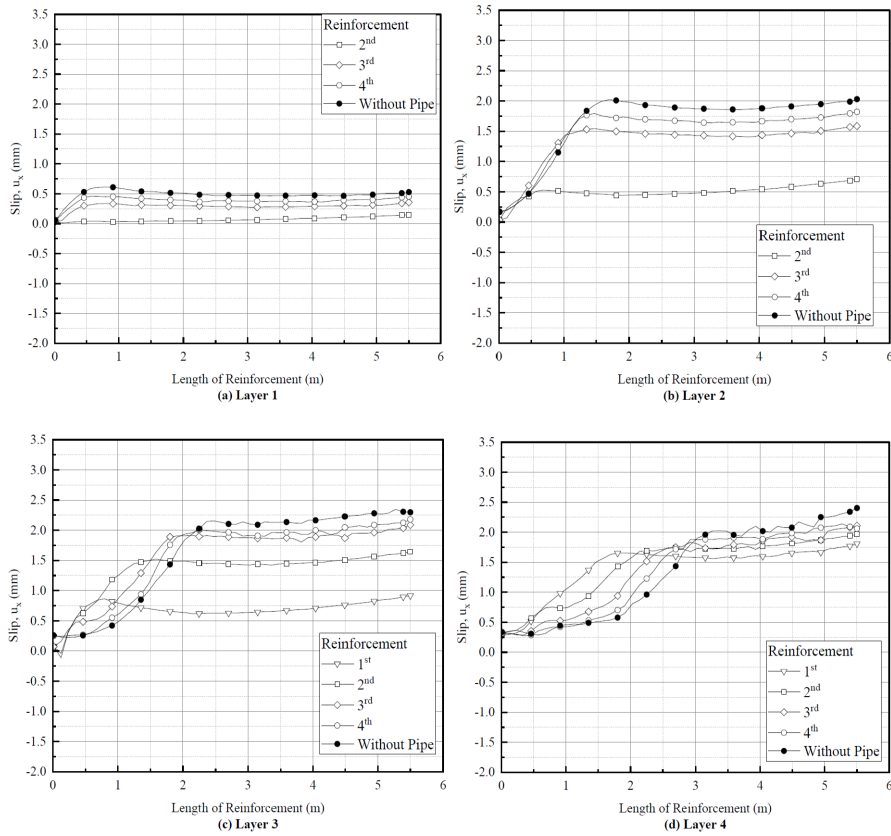 3.5
3.0
2.5
2.0
1.5
1.0
0.5
0.0
0.5
1.0
1.5
-2.0
Slip, uₓ (mm)
Reinforcement
2nd
3rd
4th
Without Pipe
0 1 2 3 4 5 6
Length of Reinforcement (m)
(a) Layer 1
3.5
3.0
2.5
2.0
1.5
1.0
0.5
0.0
-0.5
-1.0
-1.5
-2.0
Slip, uₓ (mm)
Reinforcement
2nd
3rd
4th
Without Pipe
0 1 2 3 4 5 6
Length of Reinforcement (m)
(b) Layer 2
3.5
3.0
2.5
2.0
1.5
1.0
0.5
0.0
-0.5
-1.0
-1.5
-2.0
Slip, uₓ (mm)
Reinforcement
1st
2nd
3rd
4th
Without Pipe
0 1 2 3 4 5 6
Length of Reinforcement (m)
(c) Layer 3
3.5
3.0
2.5
2.0
1.5
1.0
0.5
0.0
-0.5
-1.0
-1.5
-2.0
Slip, uₓ (mm)
Reinforcement
1st
2nd
3rd
4th
Without Pipe
0 1 2 3 4 5 6
Length of Reinforcement (m)
(d) Layer 4